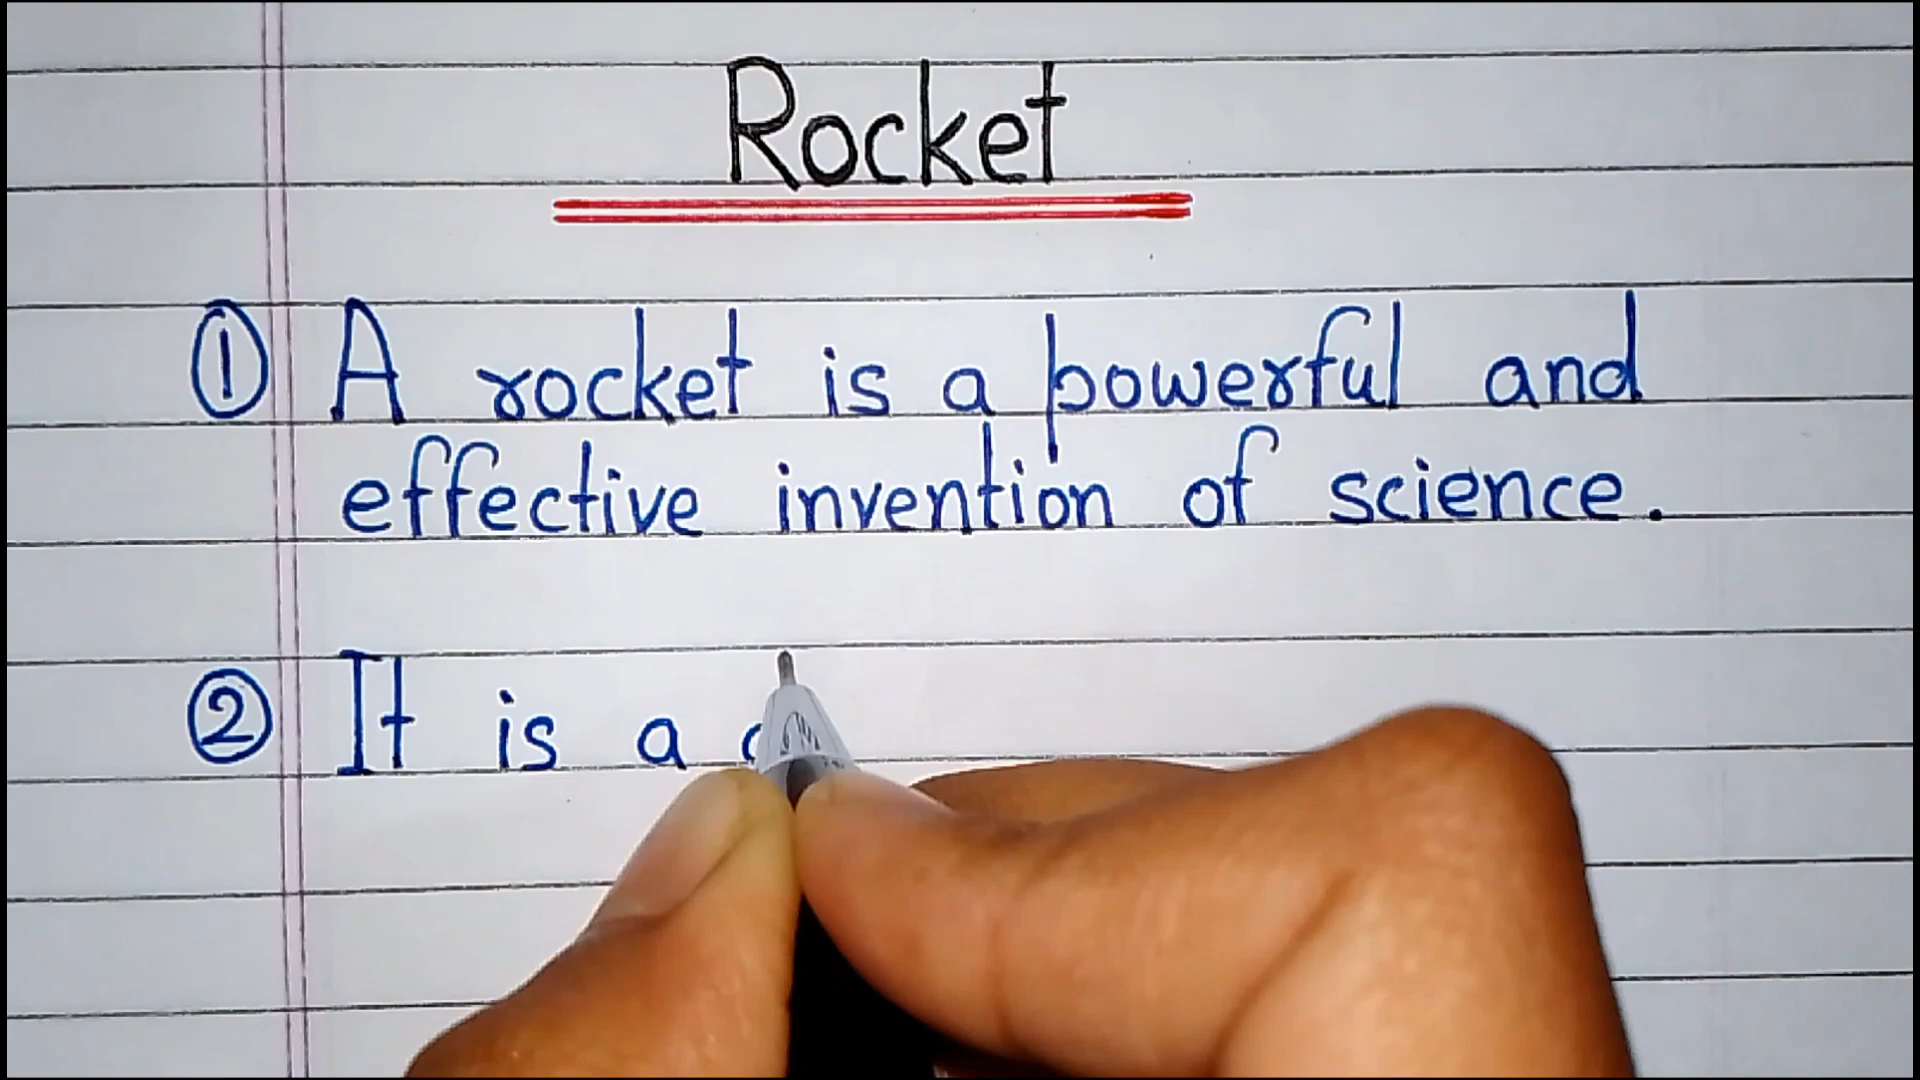 Rocket
① A rocket is a powerful and
effective invention of science.
② It is a